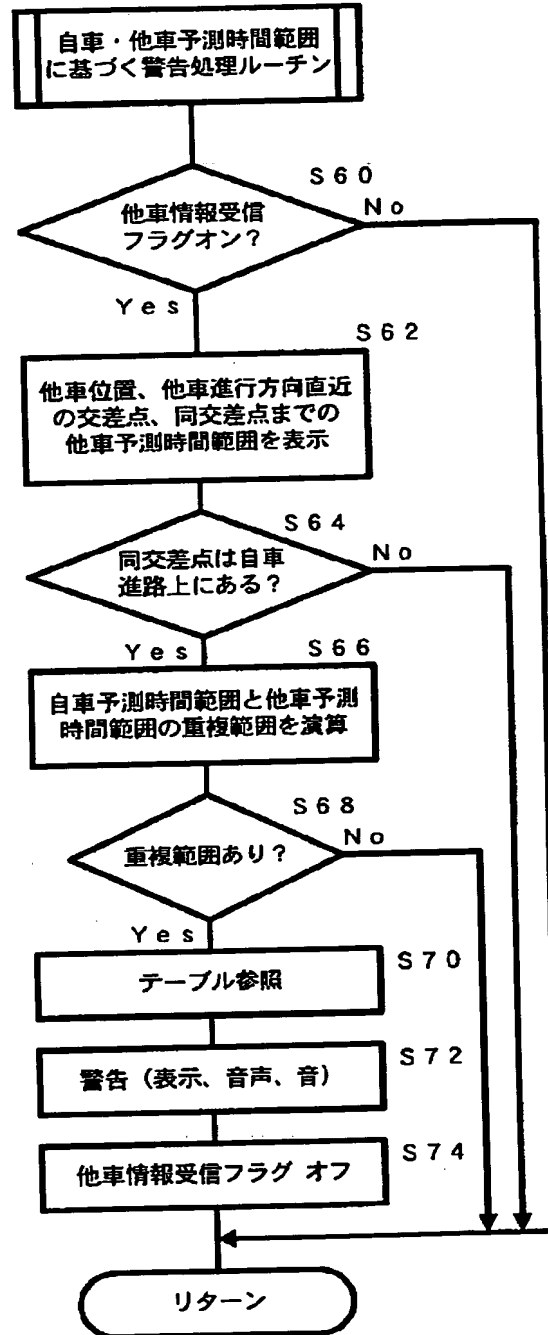 自車・他車予測時間範囲
に基づく警告処理ルーチン
S60
他車情報受信
フラグオン?
No
Yes
S62
他車位置、他車進行方向直近
の交差点、同交差点までの
他車予測時間範囲を表示
S64
同交差点は自車
進路上にある?
No
Yes
S66
自車予測時間範囲と他車予測
時間範囲の重複範囲を演算
S68
重複範囲あり?
No
Yes
S70
テーブル参照
S72
警告(表示、音声、音)
S74
他車情報受信フラグ オフ
リターン